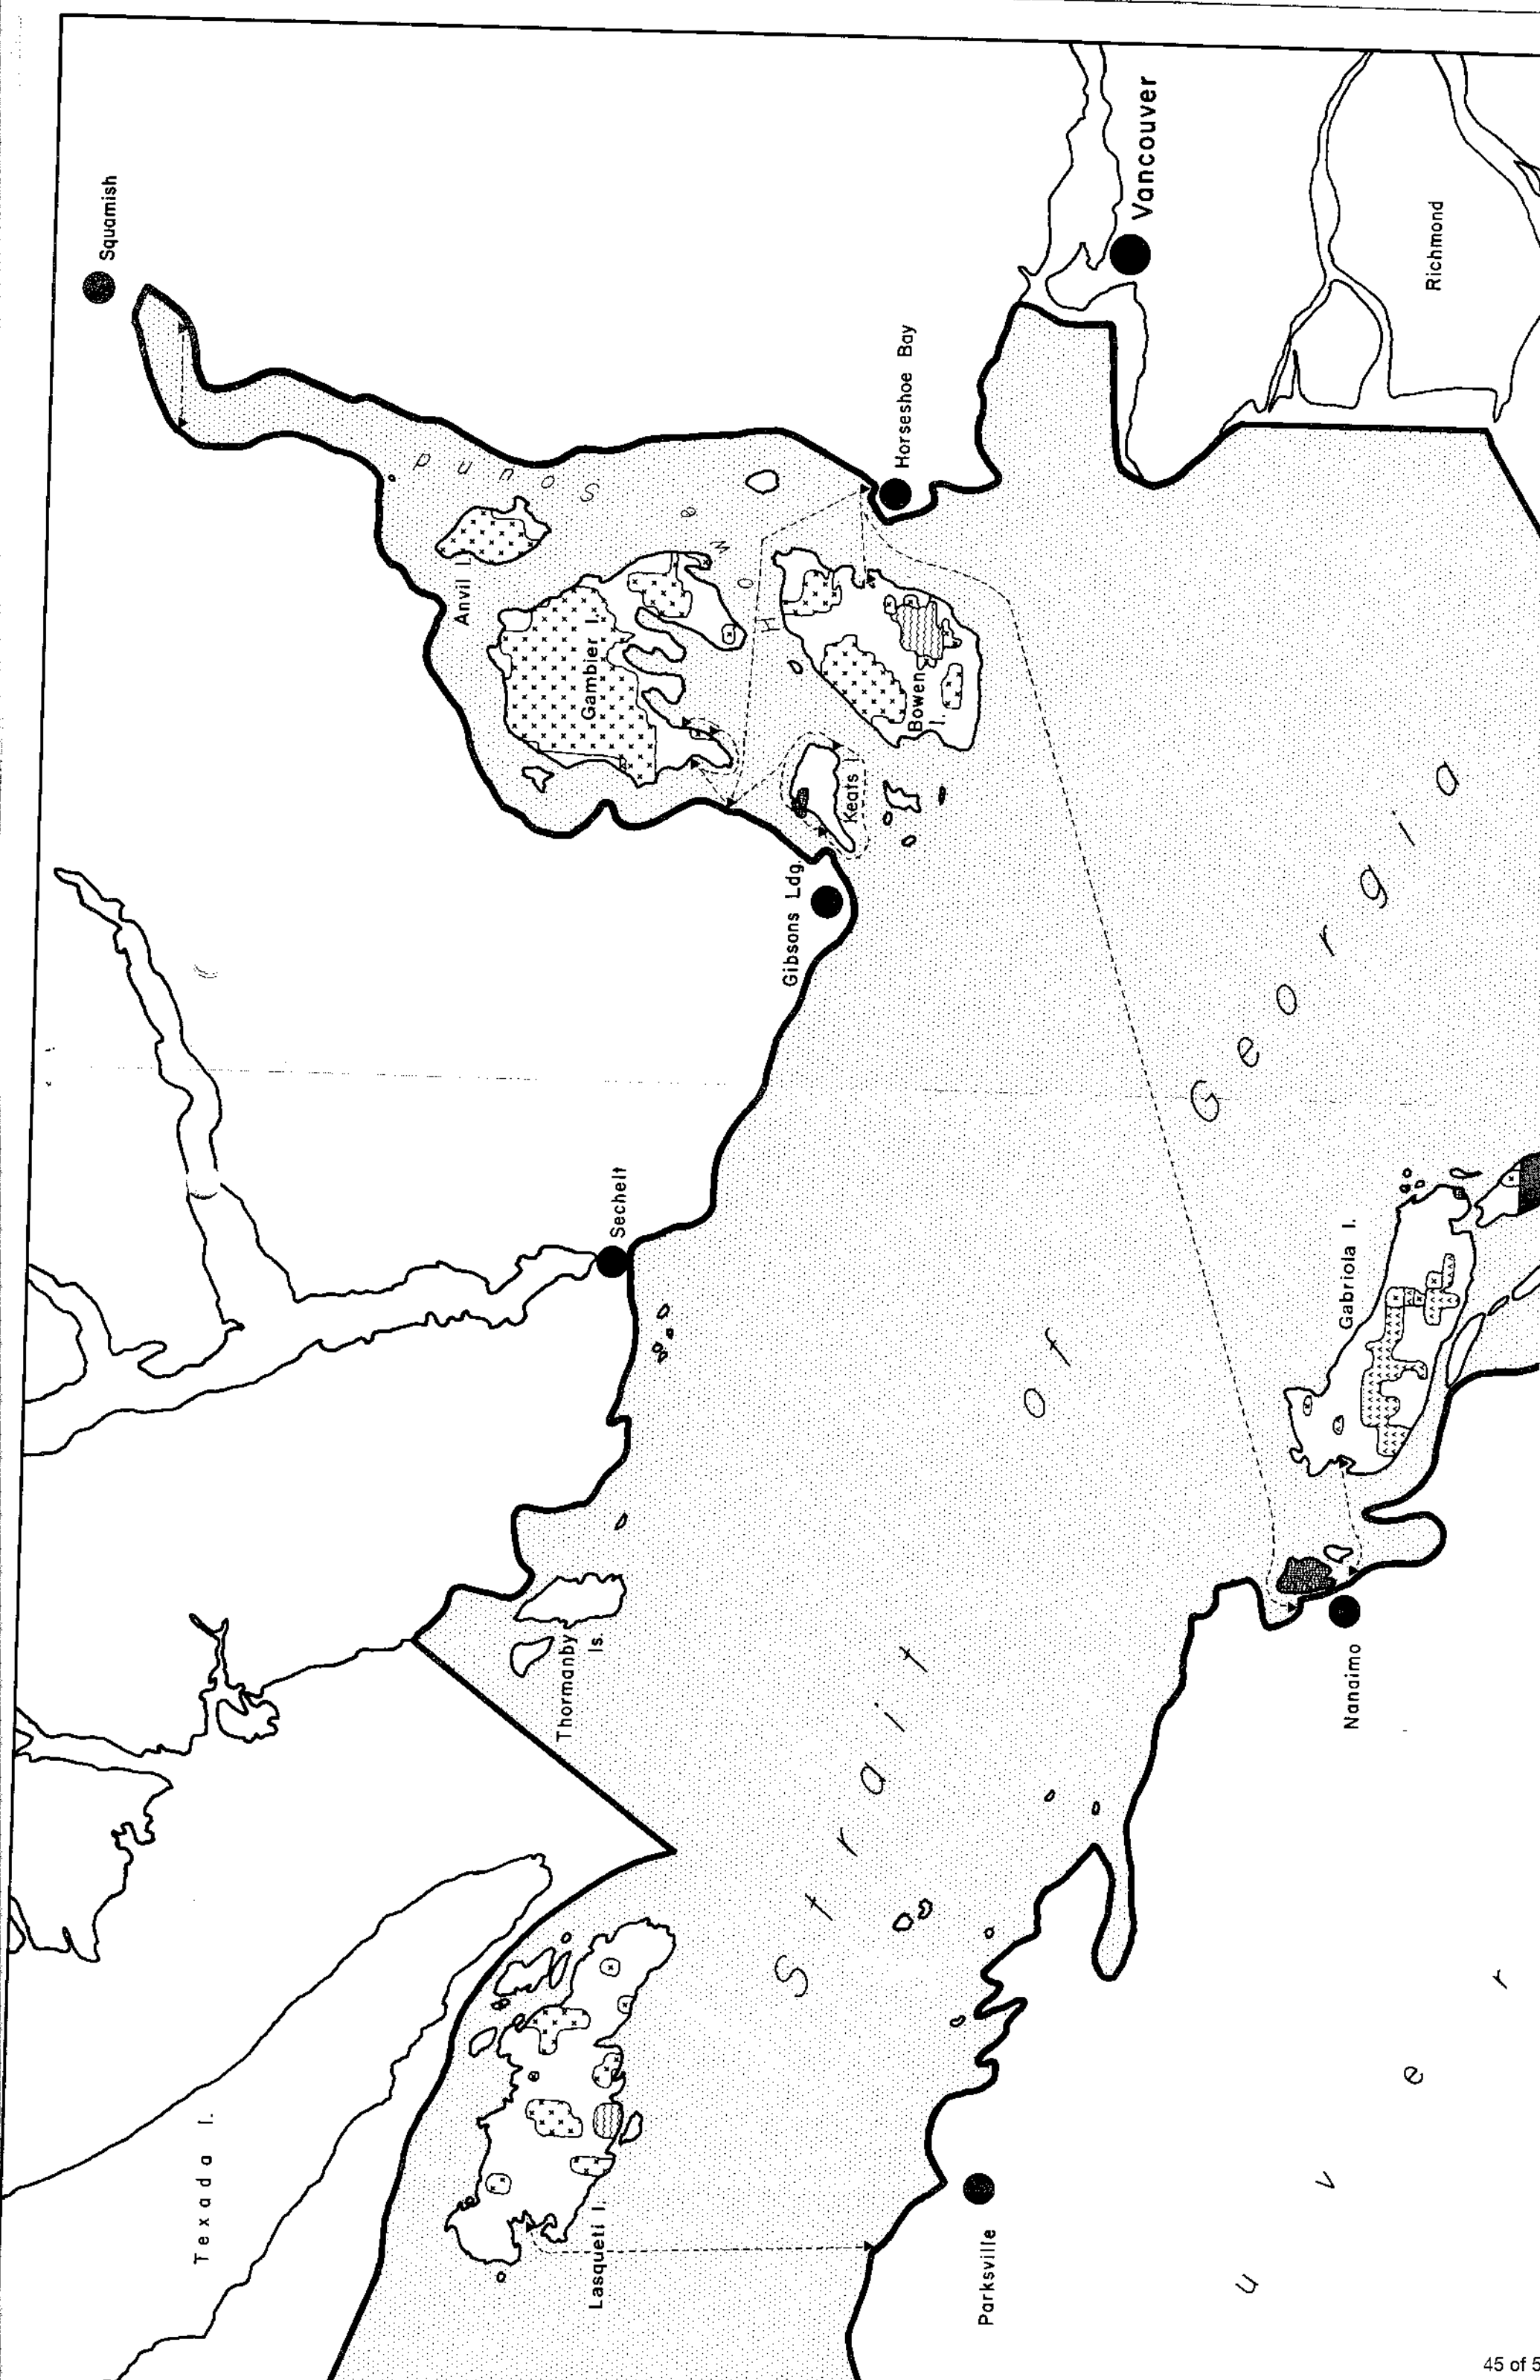 Squamish
Vancouver
Richmond
Horseshoe Bay
Howe Sound
Anvil I.
Gambier I.
Bowen I.
Keats I.
Gibsons Ldg.
Sechelt
Strait of Georgia
Gabriola I.
Thormanby Is.
Nanaimo
Texada I.
Lasqueti I.
Parksville
u v e r
45 of 5